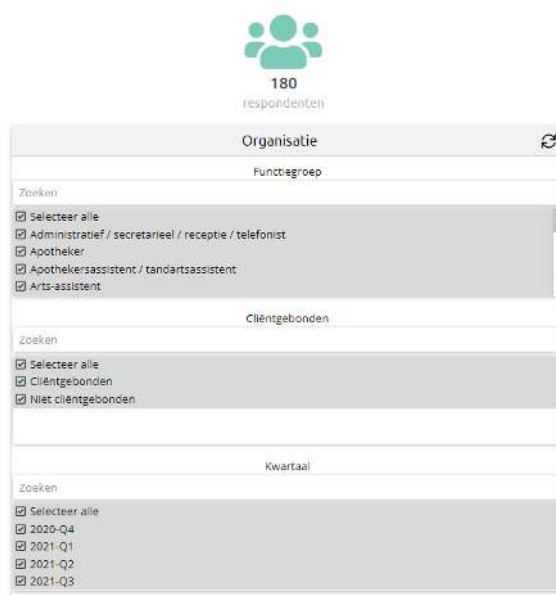 180
respondenten
Organisatie
Functiegroep
Zoeken
Selecteer alle
Administratief / secretarieel / receptie / telefonist
Apotheker
Apothekersassistent / tandartsassistent
Arts-assistent
Cliëntgebonden
Zoeken
Selecteer alle
Cliëntgebonden
Niet cliëntgebonden
Kwartaal
Zoeken
Selecteer alle
2020-Q4
2021-Q1
2021-Q2
2021-Q3